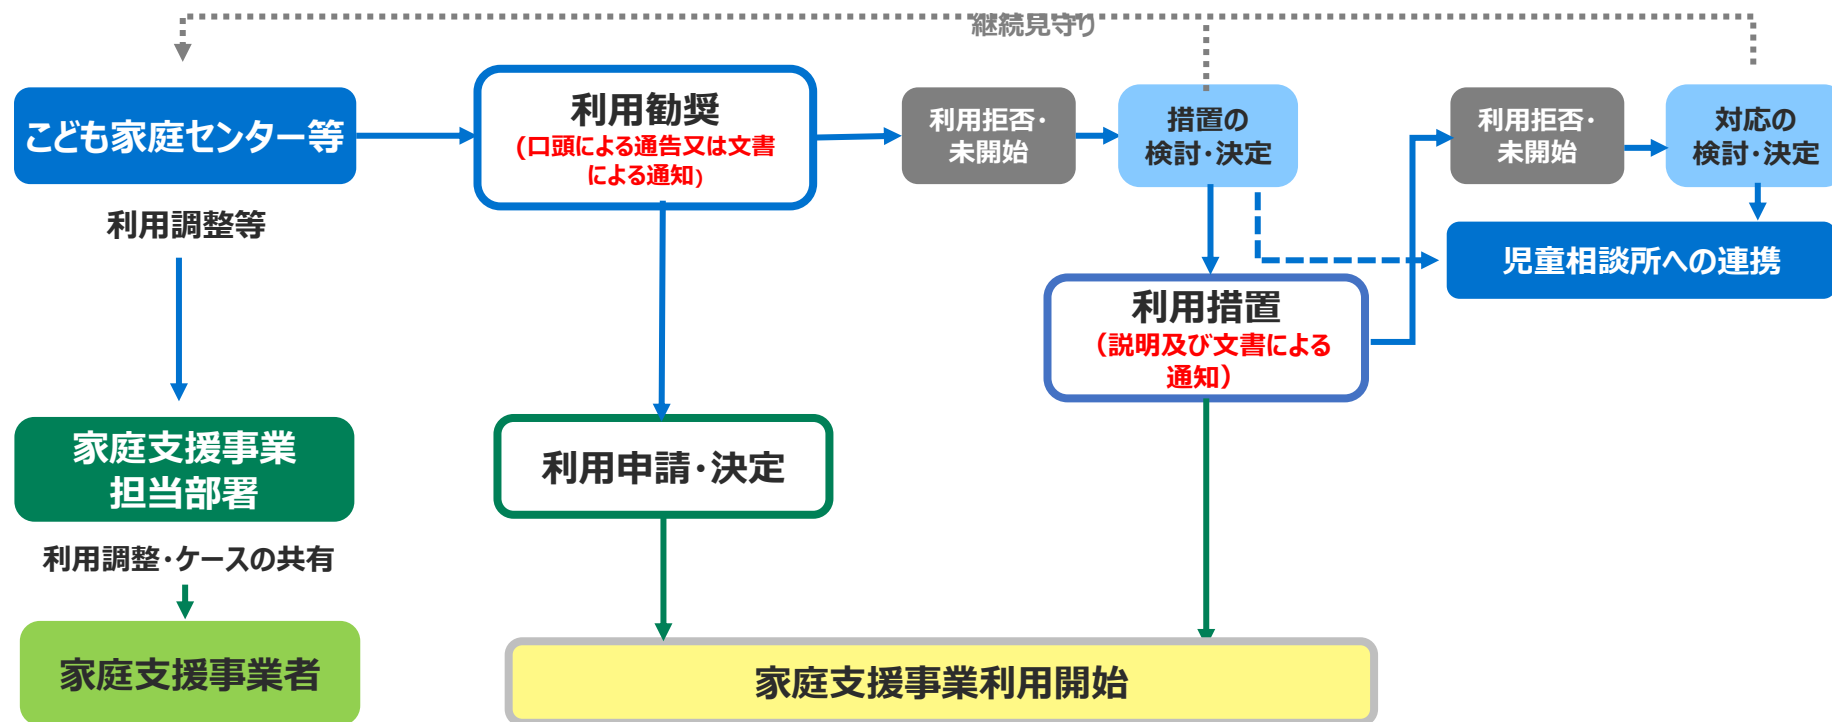 継続見守り
こども家庭センター等
利用勧奨
(口頭による通告又は文書
による通知)
利用拒否・
未開始
措置の
検討・決定
利用拒否・
未開始
対応の
検討・決定
利用調整等
児童相談所への連携
利用措置
（説明及び文書による
通知）
家庭支援事業
担当部署
利用申請・決定
利用調整・ケースの共有
家庭支援事業者
家庭支援事業利用開始